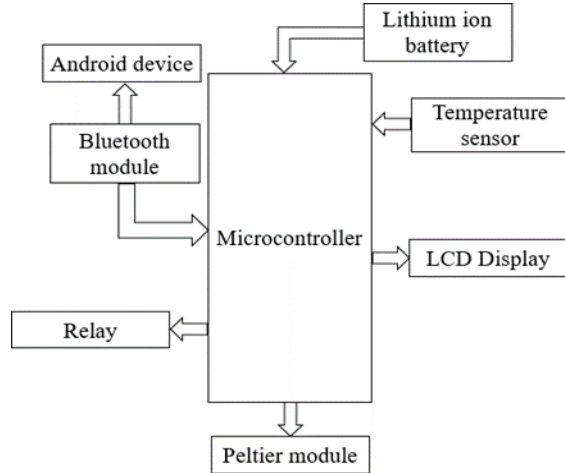 Lithium ion
battery
Android device
Temperature
sensor
Bluetooth
module
Microcontroller
LCD Display
Relay
Peltier module